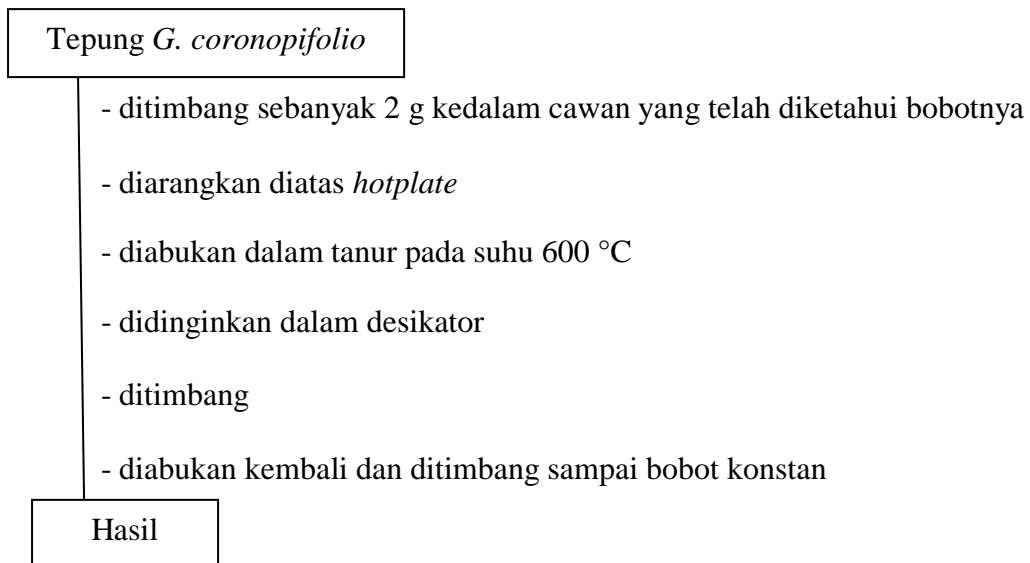 Tepung G. coronopifolio
- ditimbang sebanyak 2 g kedalam cawan yang telah diketahui bobotnya
- diarangkan diatas hotplate
- diabukan dalam tanur pada suhu 600 °C
- didinginkan dalam desikator
- ditimbang
- diabukan kembali dan ditimbang sampai bobot konstan
Hasil